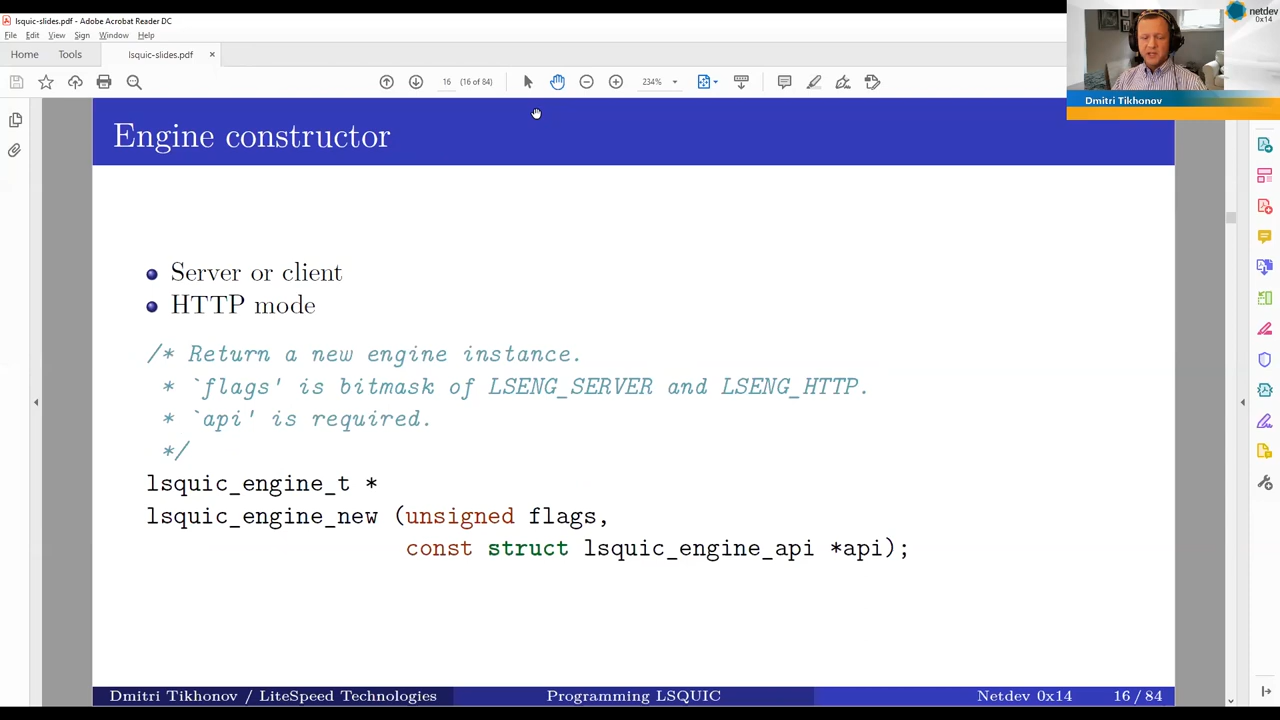 lsquic-slides.pdf - Adobe Acrobat Reader DC
File Edit View Sign Window Help
Home Tools lsquic-slides.pdf ×
16 (16 of 84) 234%
netdev
0x14
Dmitri Tikhonov
Engine constructor
Server or client
HTTP mode
/* Return a new engine instance.
* `flags' is bitmask of LSENG_SERVER and LSENG_HTTP.
* `api' is required.
*/
lsquic_engine_t *
lsquic_engine_new (unsigned flags,
const struct lsquic_engine_api *api);
Dmitri Tikhonov / LiteSpeed Technologies Programming LSQUIC Netdev 0x14 16 / 84